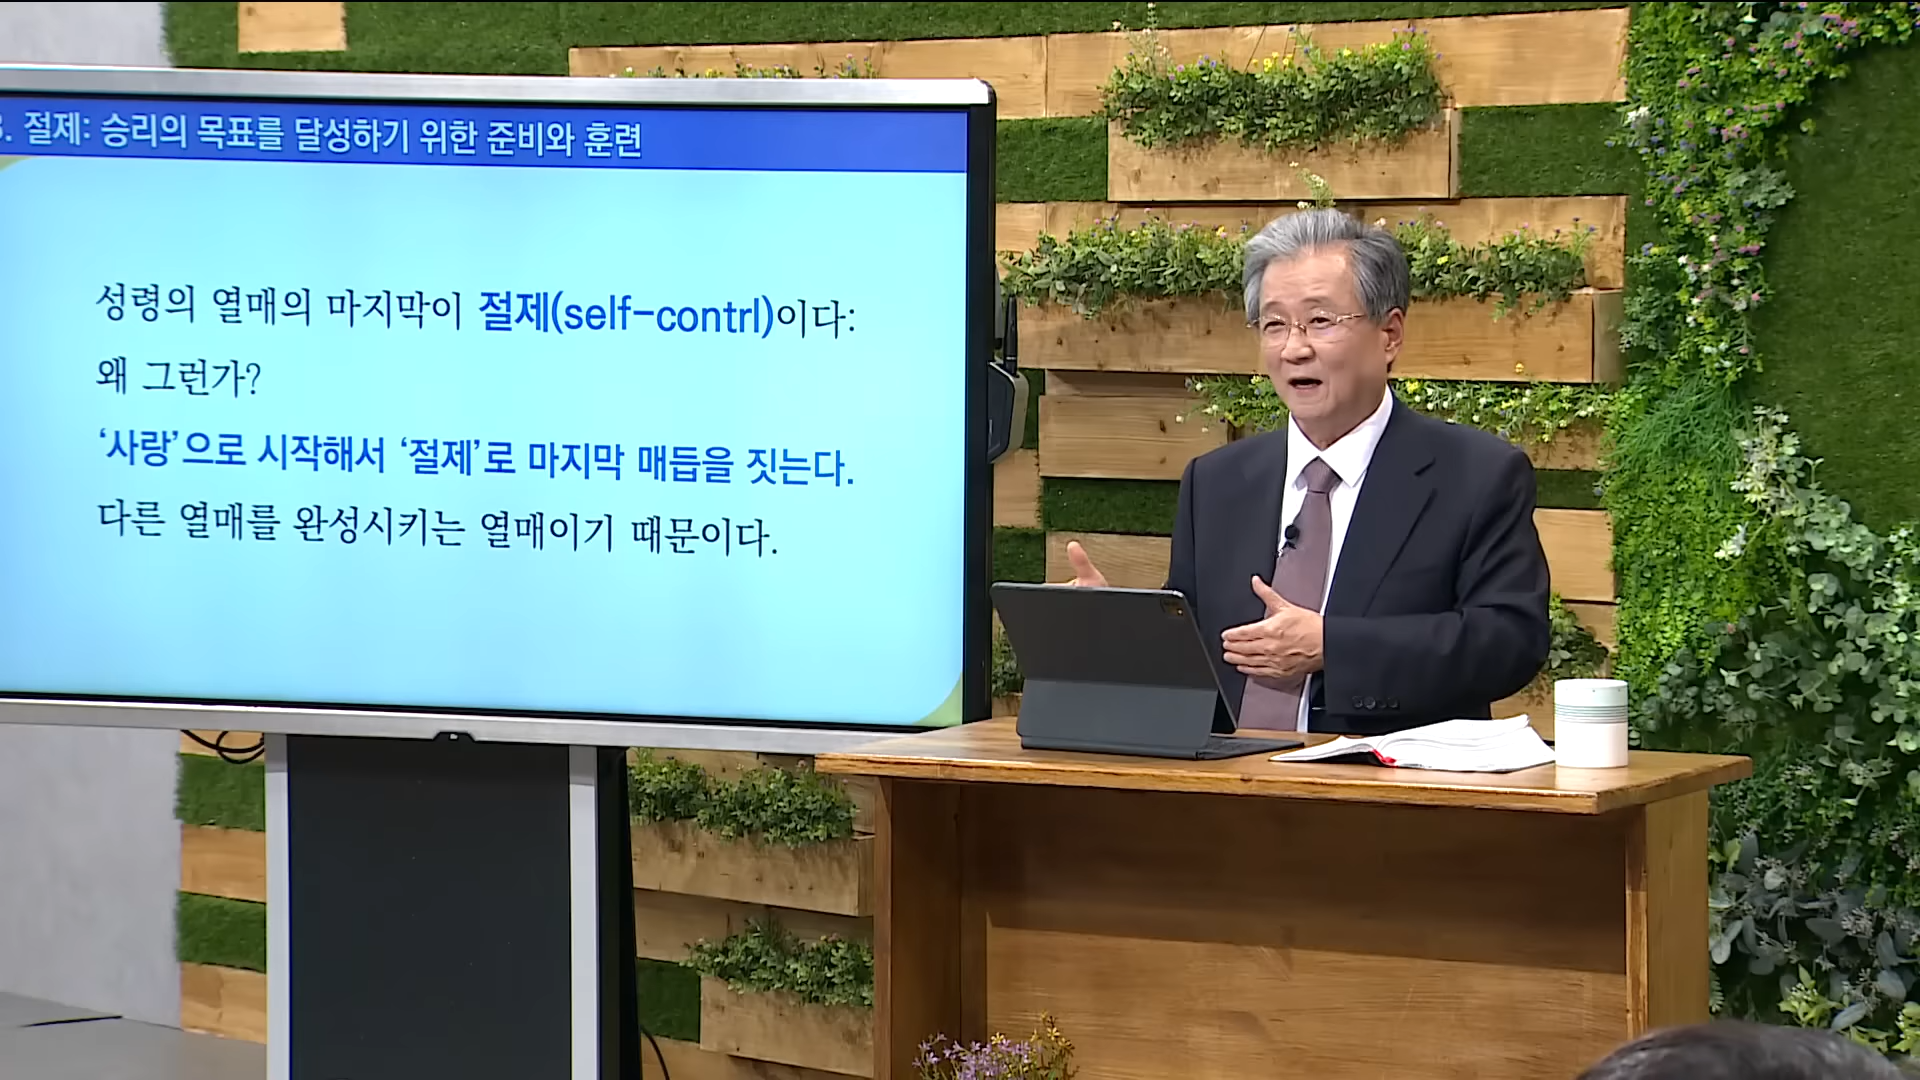 3. 절제: 승리의 목표를 달성하기 위한 준비와 훈련
성령의 열매의 마지막이 절제(self-contrl)이다:
왜 그런가?
‘사랑’으로 시작해서 ‘절제’로 마지막 매듭을 짓는다.
다른 열매를 완성시키는 열매이기 때문이다.